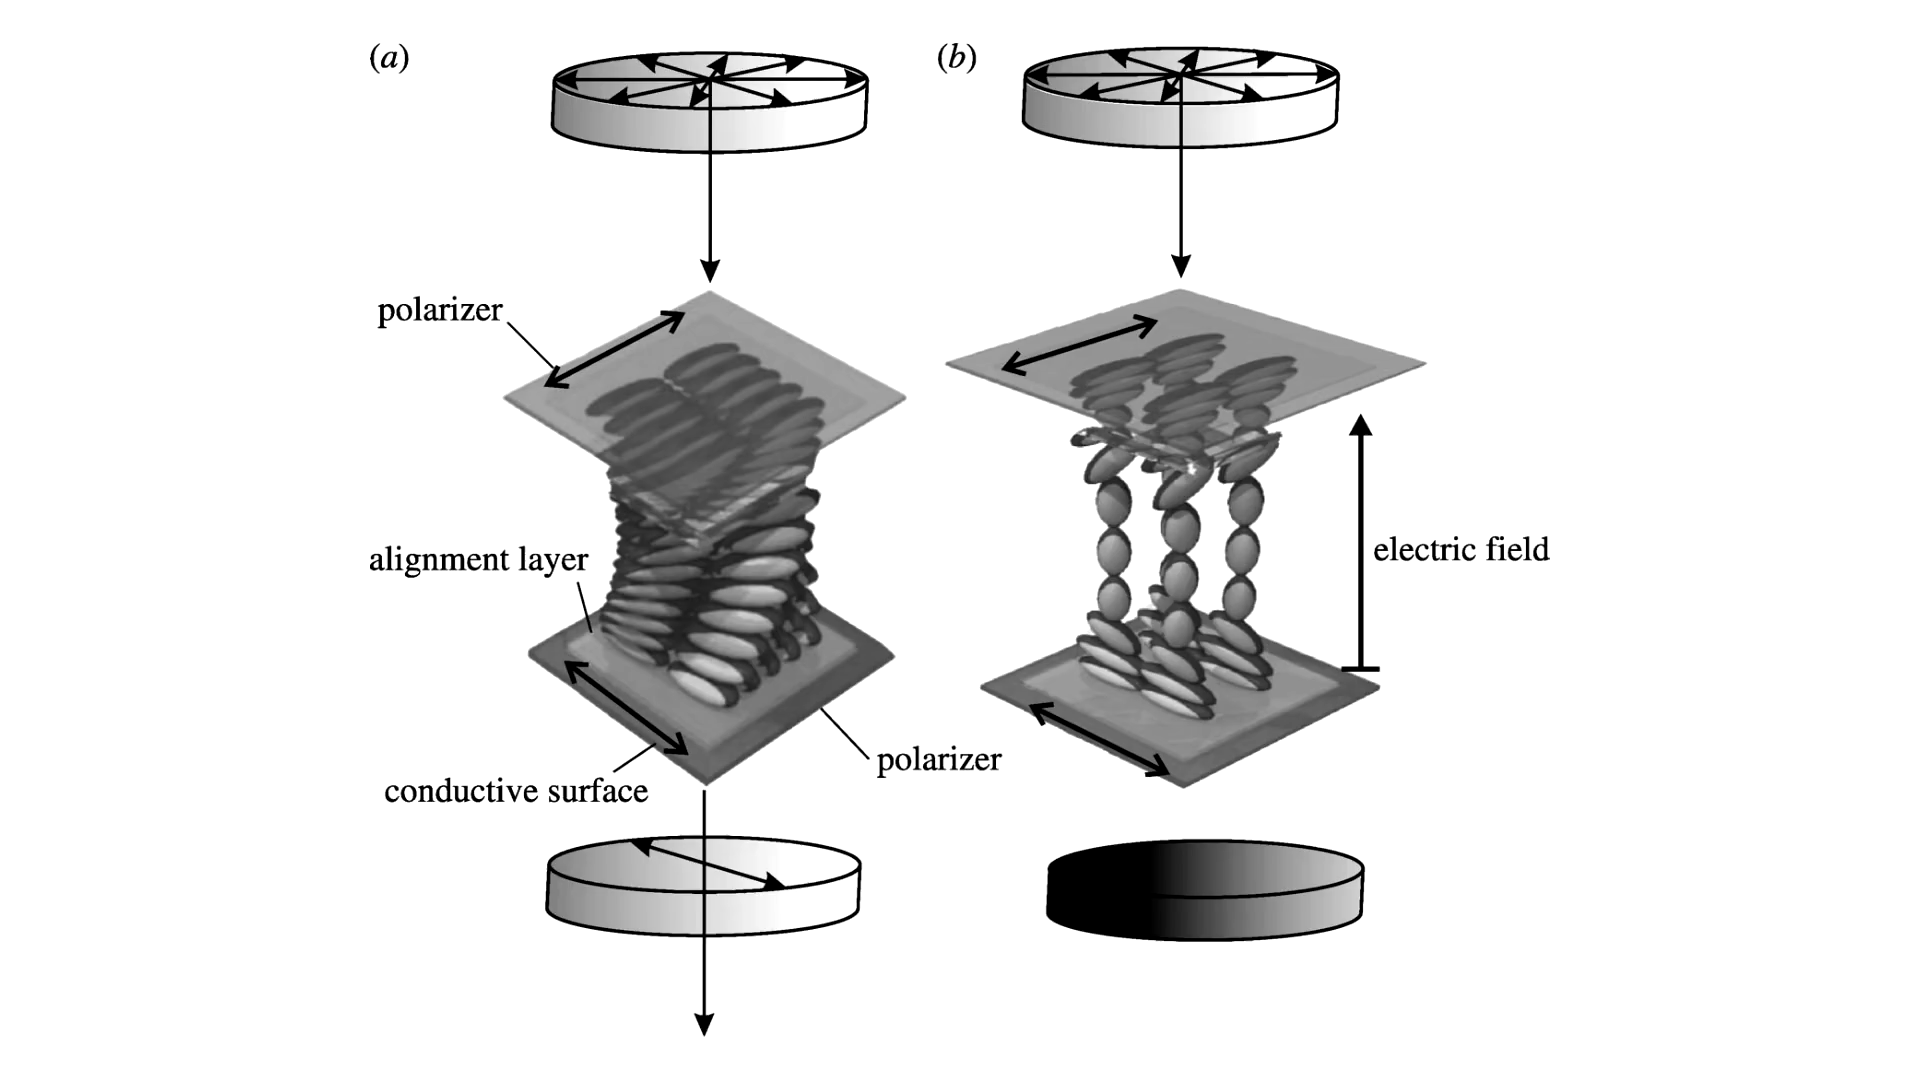 (a)
(b)
polarizer
alignment layer
electric field
polarizer
conductive surface